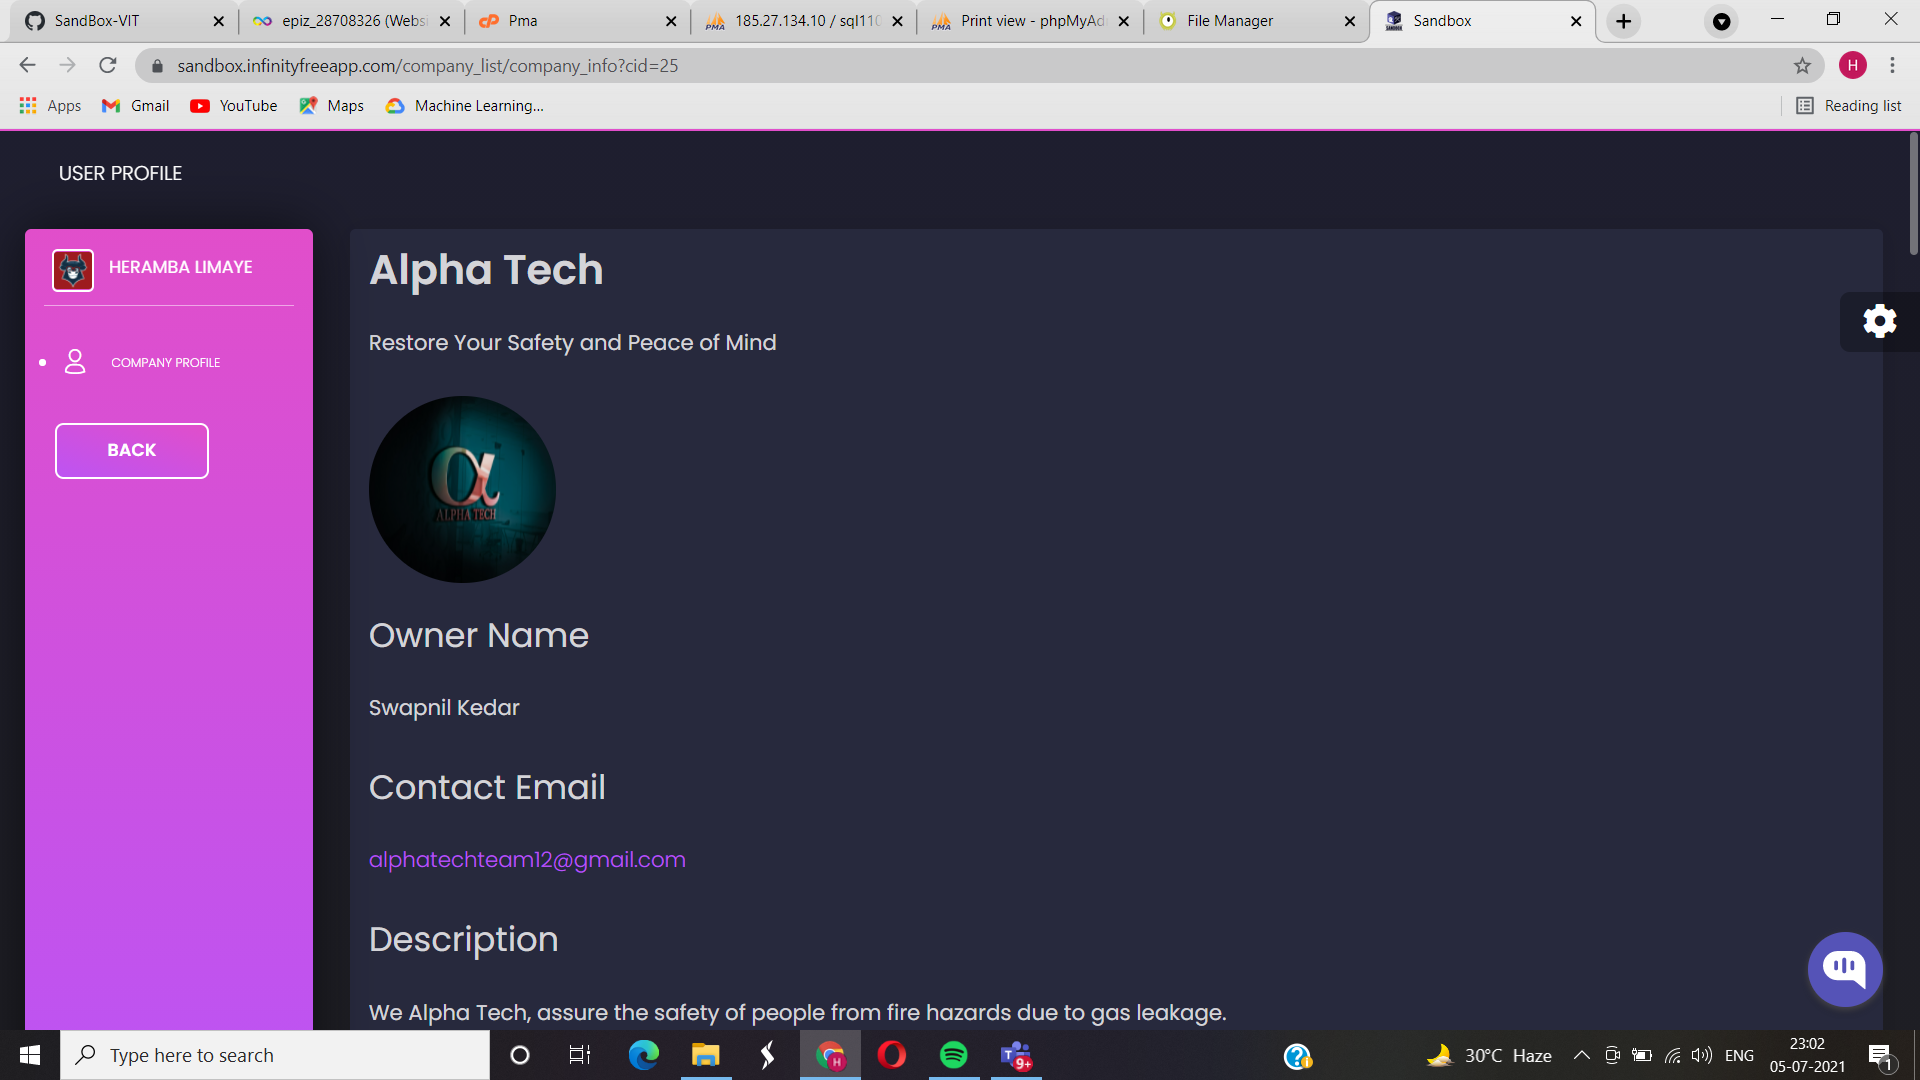 SandBox-VIT
epiz_28708326 (Websi
Pma
185.27.134.10 / sql110
Print view - phpMyAd
File Manager
Sandbox
sandbox.infinityfreeapp.com/company_list/company_info?cid=25
H
Apps
Gmail
YouTube
Maps
Machine Learning...
Reading list
USER PROFILE
HERAMBA LIMAYE
COMPANY PROFILE
BACK
Alpha Tech
Restore Your Safety and Peace of Mind
ALPHA TECH
Owner Name
Swapnil Kedar
Contact Email
alphatechteam12@gmail.com
Description
We Alpha Tech, assure the safety of people from fire hazards due to gas leakage.
Type here to search
9+
30°C Haze
ENG
23:02
05-07-2021
1